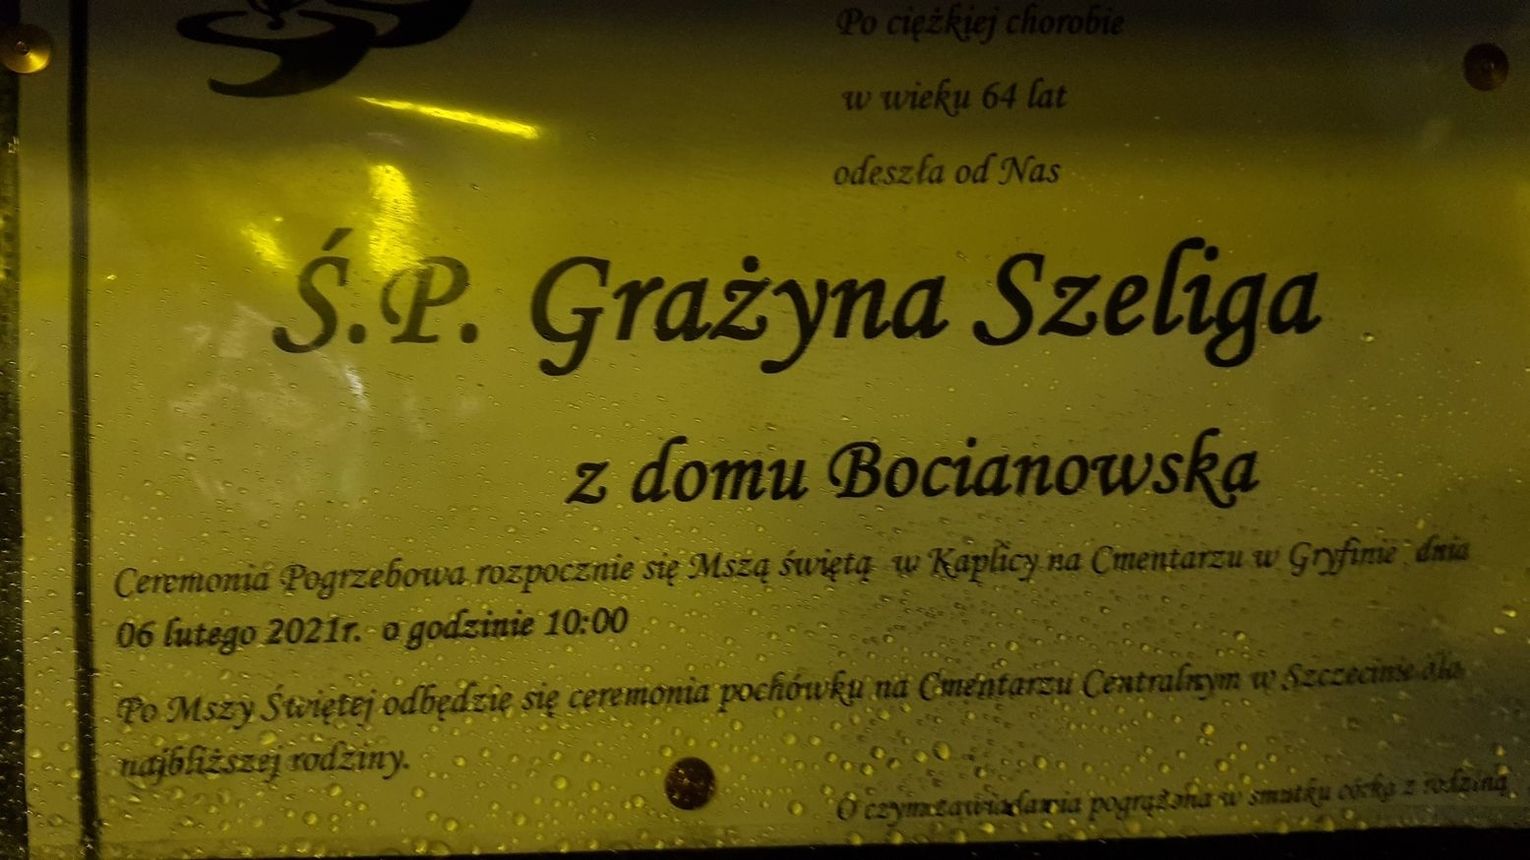 Po ciężkiej chorobie
w wieku 64 lat
odeszła od Nas
Ś.P. Grażyna Szeliga
z domu Bocianowska
Ceremonia Pogrzebowa rozpocznie się Mszą świętą w Kaplicy na Cmentarzu w Gryfinie dnia
06 lutego 2021r. o godzinie 10:00
Po Mszy Świętej odbędzie się ceremonia pochówku na Cmentarzu Centralnym w Szczecinie dla
najbliższej rodziny.
O czym zawiadamia pogrążona w smutku córka z rodziną